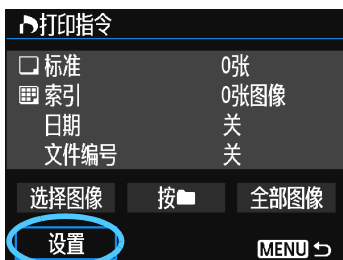 打印指令
标准 0张
索引 0张图像
日期 关
文件编号 关
选择图像 按 全部图像
设置 MENU